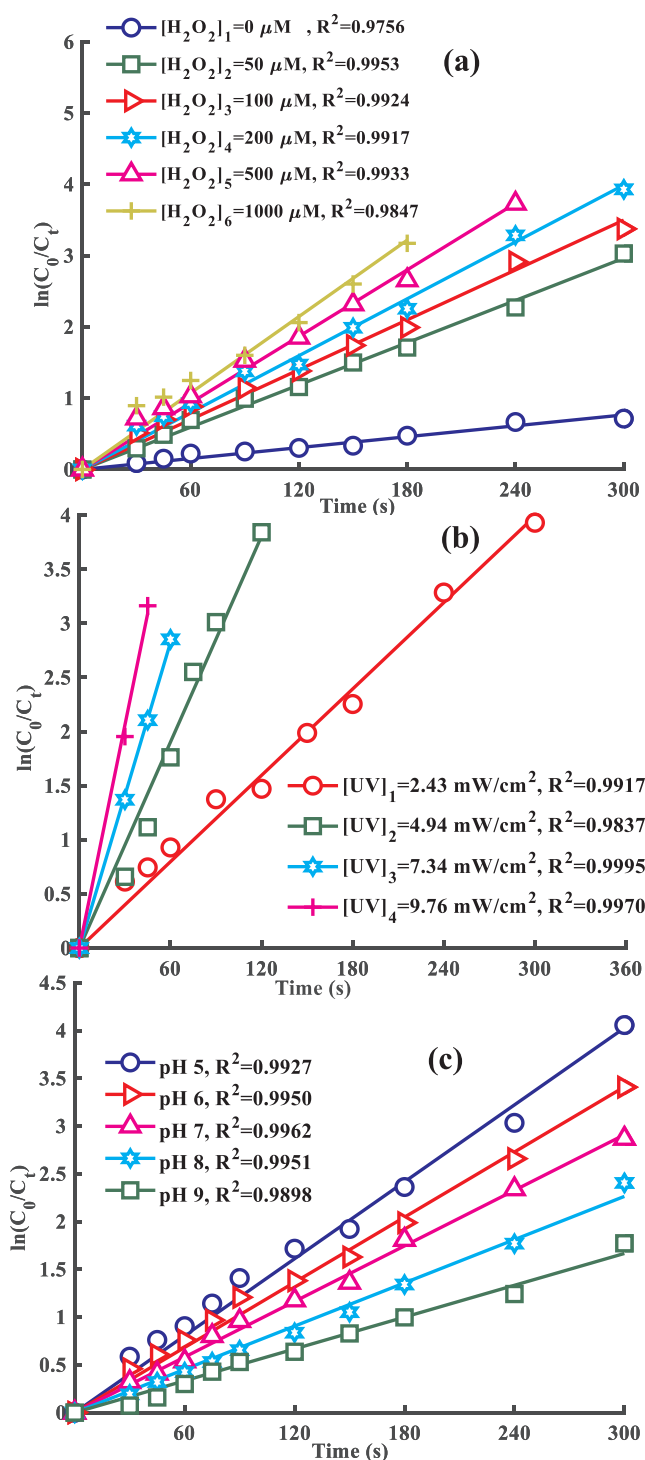 [H2O2]1=0 μM , R²=0.9756
[H2O2]2=50 μM, R²=0.9953
[H2O2]3=100 μM, R²=0.9924
[H2O2]4=200 μM, R²=0.9917
[H2O2]5=500 μM, R²=0.9933
[H2O2]6=1000 μM, R²=0.9847
(a)
6
5
4
3
2
1
0
ln(C0/Ct)
60 120 180 240 300
Time (s)
(b)
4
3.5
3
2.5
2
1.5
1
0.5
0
ln(C0/Ct)
[UV]1=2.43 mW/cm², R²=0.9917
[UV]2=4.94 mW/cm², R²=0.9837
[UV]3=7.34 mW/cm², R²=0.9995
[UV]4=9.76 mW/cm², R²=0.9970
60 120 180 240 300 360
Time (s)
(c)
4.5
4
3.5
3
2.5
2
1.5
1
0.5
0
ln(C0/Ct)
pH 5, R²=0.9927
pH 6, R²=0.9950
pH 7, R²=0.9962
pH 8, R²=0.9951
pH 9, R²=0.9898
60 120 180 240 300
Time (s)